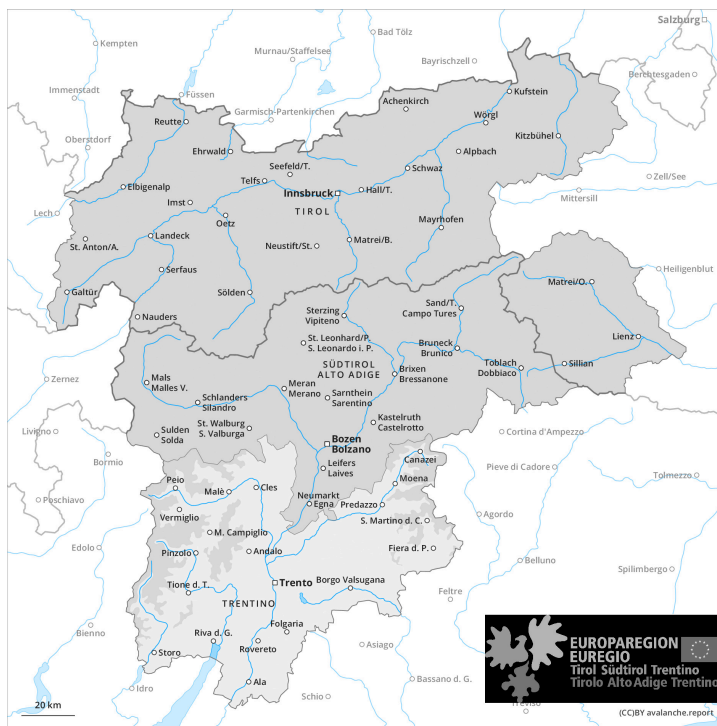 Salzburg
Kempten
Bad Tölz
Murnau/Staffelsee
Bayrischzell
Berchtesgaden
Immenstadt
Füssen
Kufstein
Achenkirch
Garmisch-Partenkirchen
Reutte
Wörgl
Kitzbühel
Oberstdorf
Ehrwald
Alpbach
Seefeld/T.
Schwaz
Zell/See
Telfs
Elbigenalp
Innsbruck
Hall/T.
Mittersill
Imst
TIROL
Lech
Oetz
Mayrhofen
Landeck
St. Anton/A.
Neustift/St.
Matrei/B.
Serfaus
Heiligenblut
Matrei/O.
Galtür
Sölden
Sand/T.
Campo Tures
Nauders
Sterzing
Vipiteno
Lienz
St. Leonhard/P.
S. Leonardo i. P.
Bruneck
Brunico
Toblach
Dobbiaco
Sillian
SÜDTIROL
ALTO ADIGE
Brixen
Bressanone
Zernez
Mals
Malles V.
Meran
Merano
Sarnthein
Sarentino
Schlanders
Silandro
Kastelruth
Castelrotto
St. Walburg
S. Valburga
Livigno
Sulden
Solda
Cortina d'Ampezzo
Bozen
Bolzano
Bormio
Canazei
Pieve di Cadore
Leifers
Laives
Peio
Moena
Tolmezzo
Malè
Cles
Neumarkt
Egna
Poschiavo
Predazzo
Vermiglio
Agordo
S. Martino d. C.
M. Campiglio
Edolo
Pinzolo
Andalo
Fiera d. P.
Belluno
Spilimbergo
Tione d. T.
Trento
Borgo Valsugana
Feltre
TRENTINO
Bienno
Riva d. G.
Folgaria
Rovereto
Asiago
Storo
Idro
Ala
Schio
Bassano d. G.
Treviso
EUROPAREGION
EUREGIO
Tirol Südtirol Trentino
Tirolo Alto Adige Trentino
20 km
(CC)BY avalanche.report